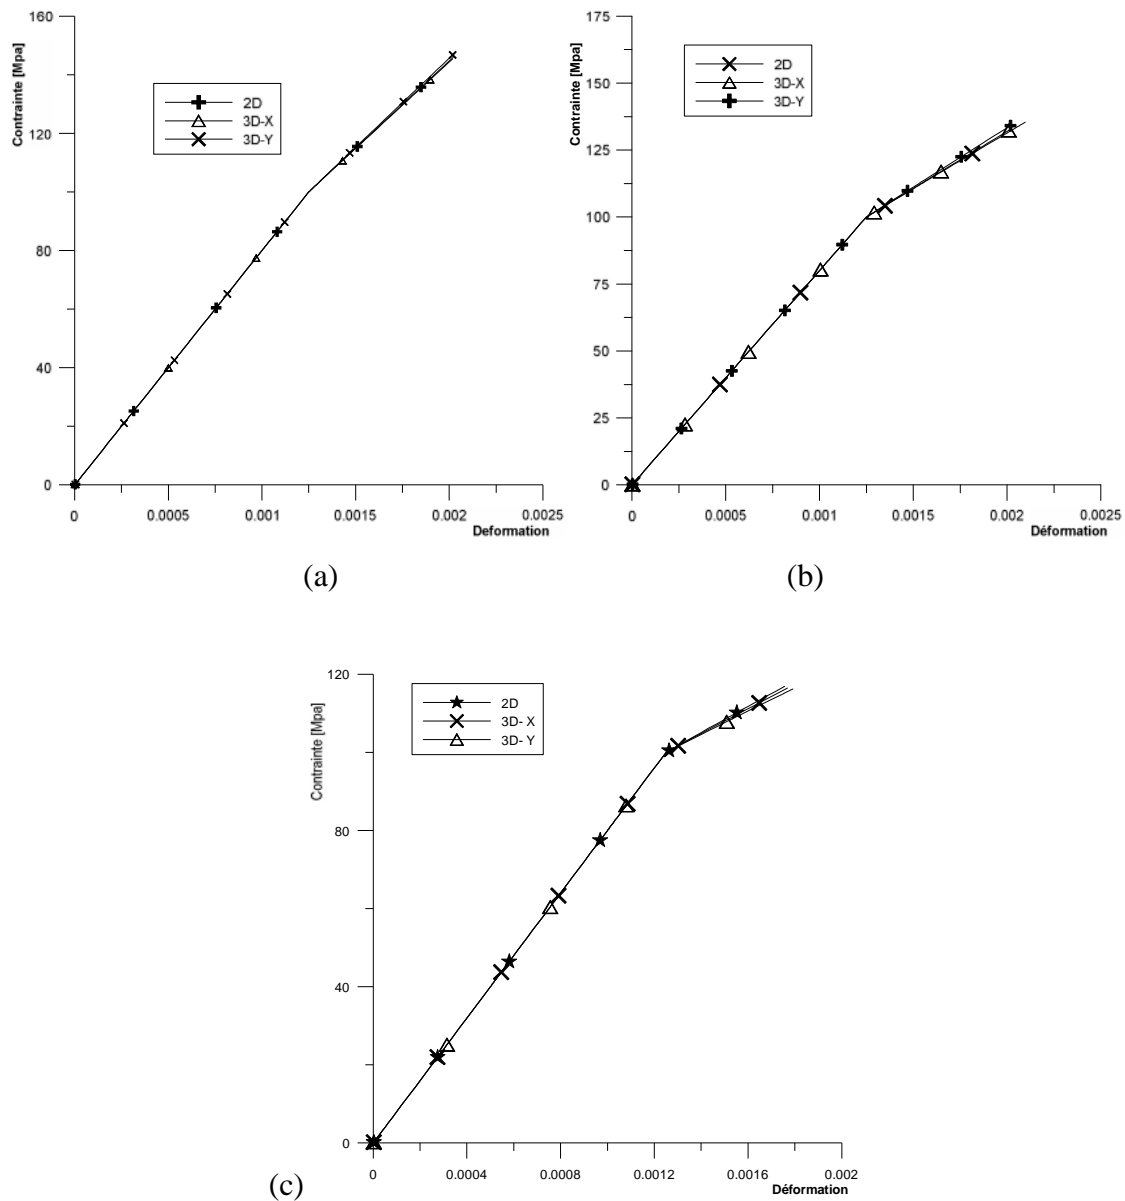 160
120
80
40
0
Contrainte [Mpa]
2D
3D-X
3D-Y
0 0.0005 0.001 0.0015 0.002 0.0025
Deformation
(a)
175
150
125
100
75
50
25
0
Contrainte [Mpa]
2D
3D-X
3D-Y
0 0.0005 0.001 0.0015 0.002 0.0025
Déformation
(b)
120
80
40
0
Contrainte [Mpa]
2D
3D- X
3D- Y
0 0.0004 0.0008 0.0012 0.0016 0.002
Déformation
(c)